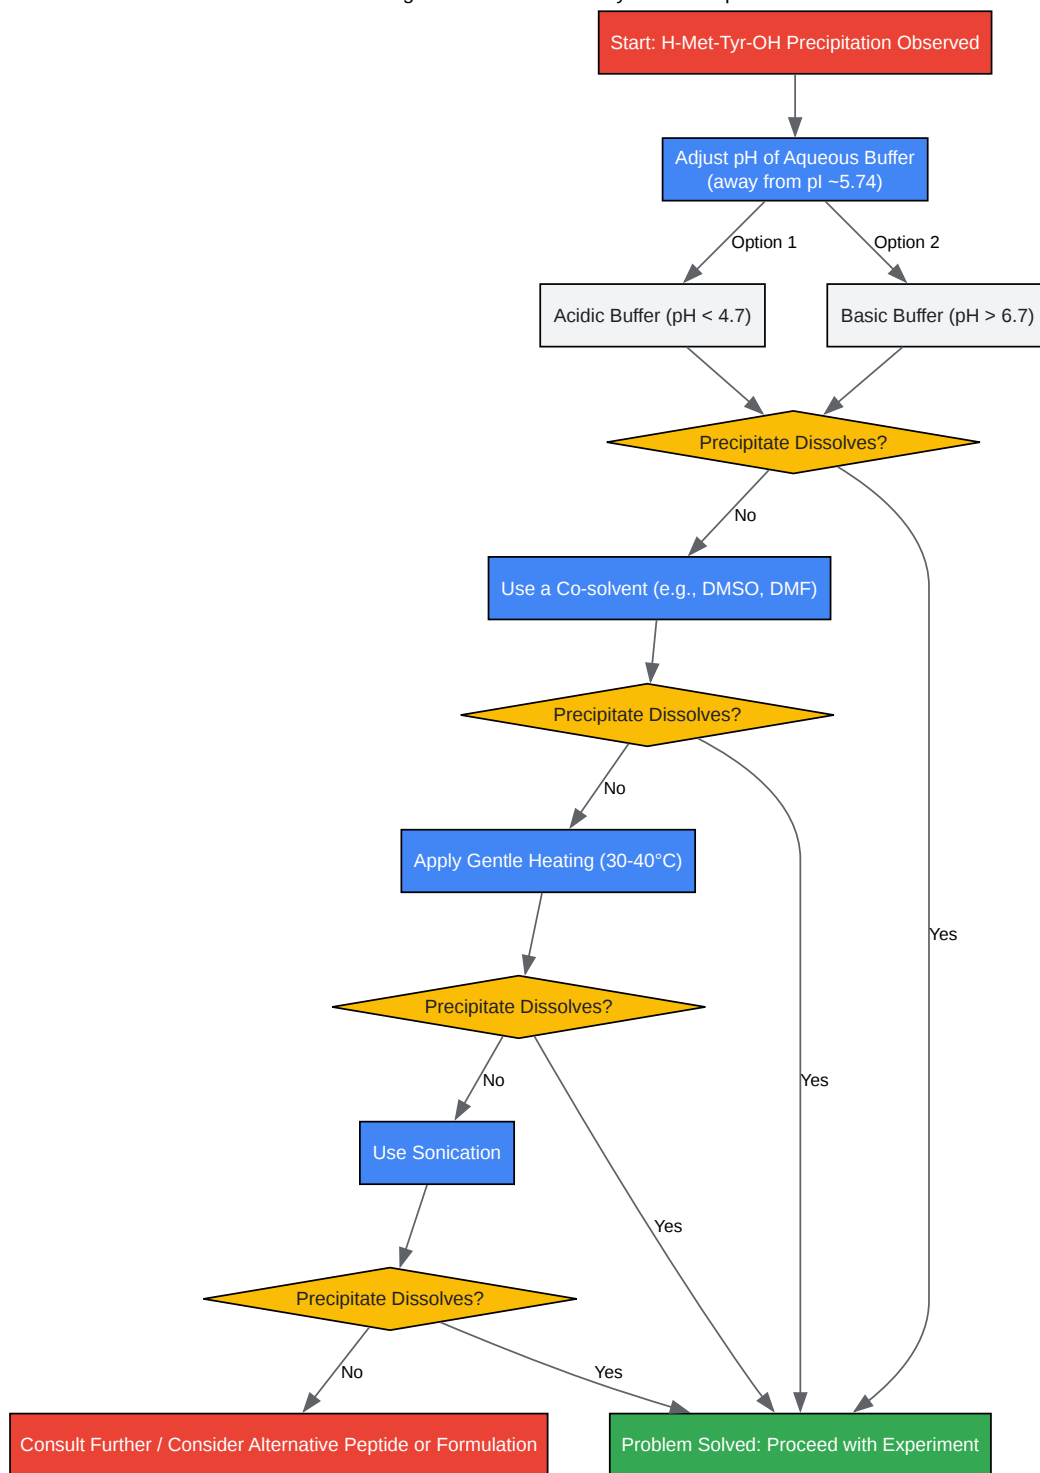 Start: H-Met-Tyr-OH Precipitation Observed
Adjust pH of Aqueous Buffer
(away from pI ~5.74)
Option 1
Option 2
Acidic Buffer (pH < 4.7)
Basic Buffer (pH > 6.7)
Precipitate Dissolves?
No
Use a Co-solvent (e.g., DMSO, DMF)
Precipitate Dissolves?
No
Apply Gentle Heating (30-40°C)
Yes
Precipitate Dissolves?
No
Yes
Use Sonication
Yes
Precipitate Dissolves?
No
Yes
Consult Further / Consider Alternative Peptide or Formulation
Problem Solved: Proceed with Experiment